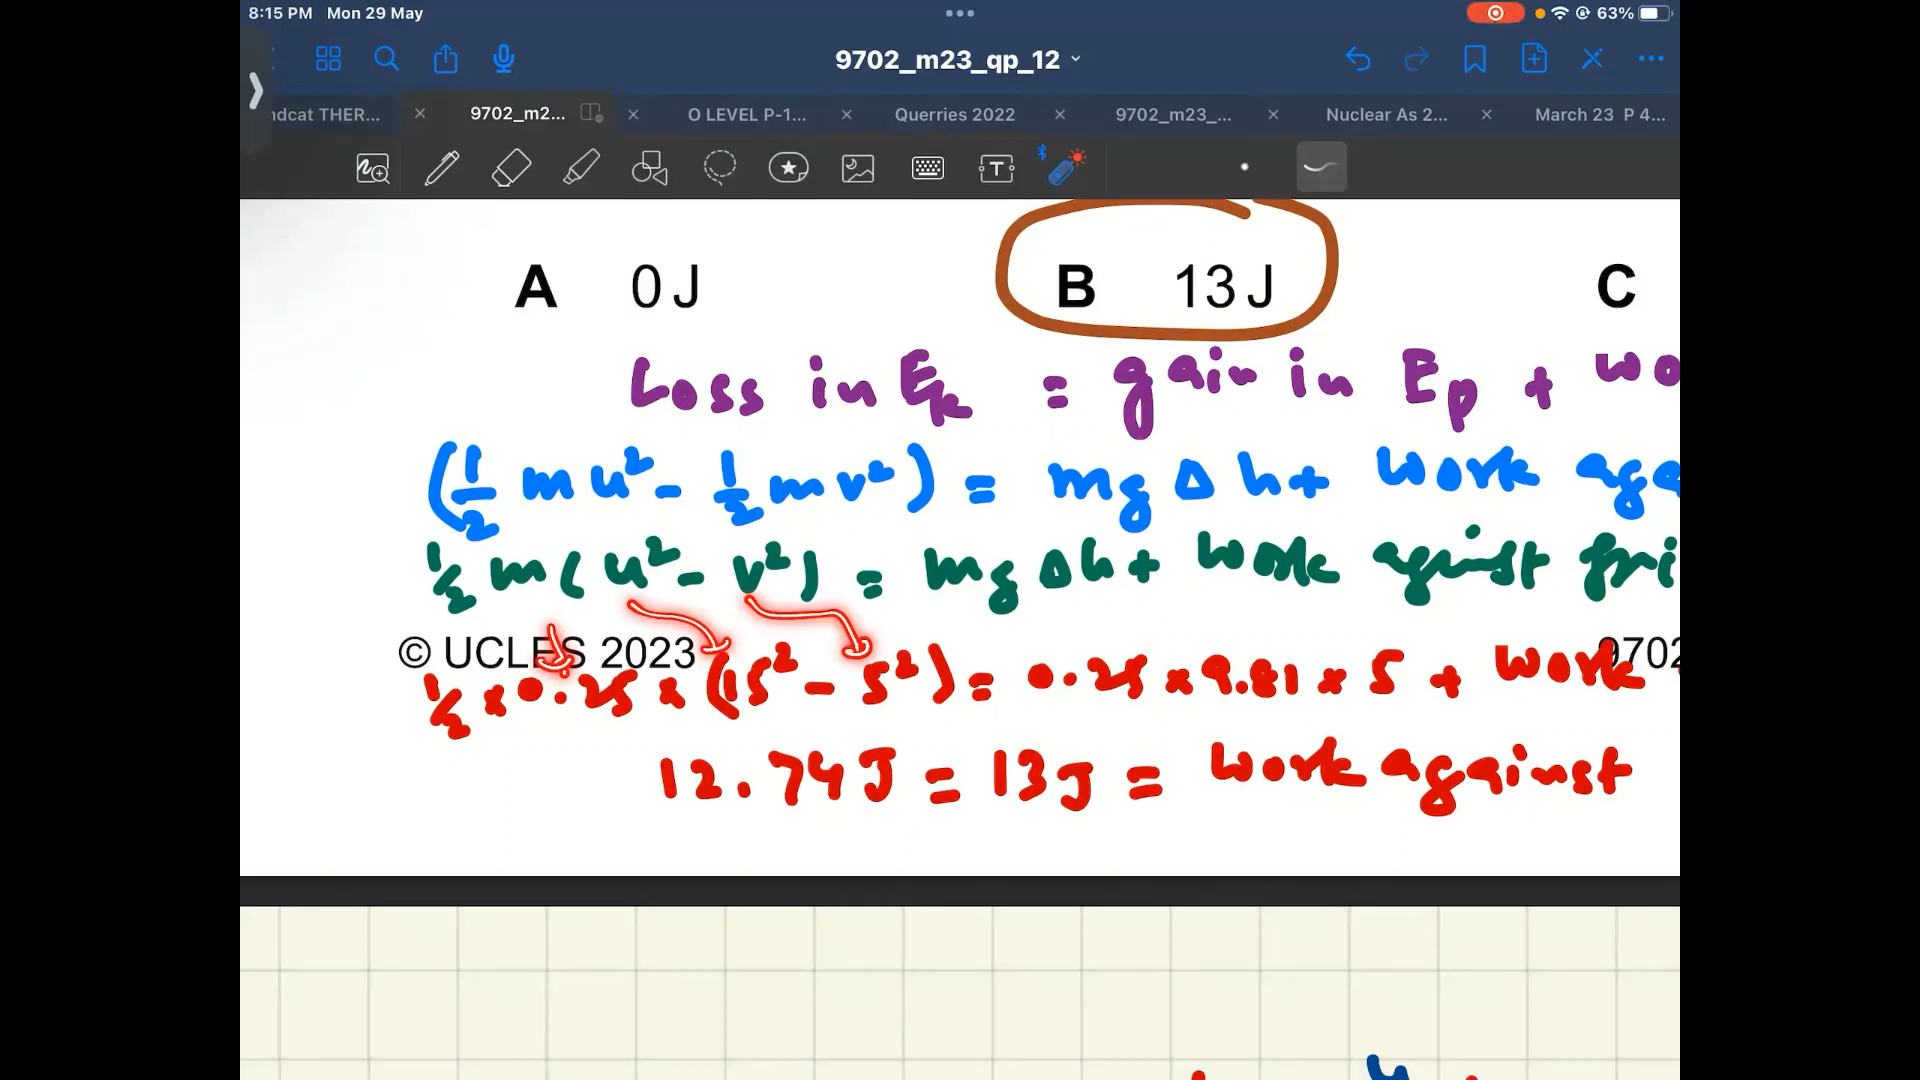 8:15 PM Mon 29 May
63%
9702_m23_qp_12
ndcat THER...
9702_m2...
O LEVEL P-1...
Querries 2022
9702_m23_...
Nuclear As 2...
March 23 P 4...
A 0 J B 13 J C
Loss in Ek = gain in Ep + wo
(½ mu² - ½ mv²) = mg Δh + work aga
½ m (u² - v²) = mg Δh + work against fri
© UCLES 2023 9702
½ × 0.25 × (15² - 5²) = 0.25 × 9.81 × 5 + work
12.74 J = 13 J = work against